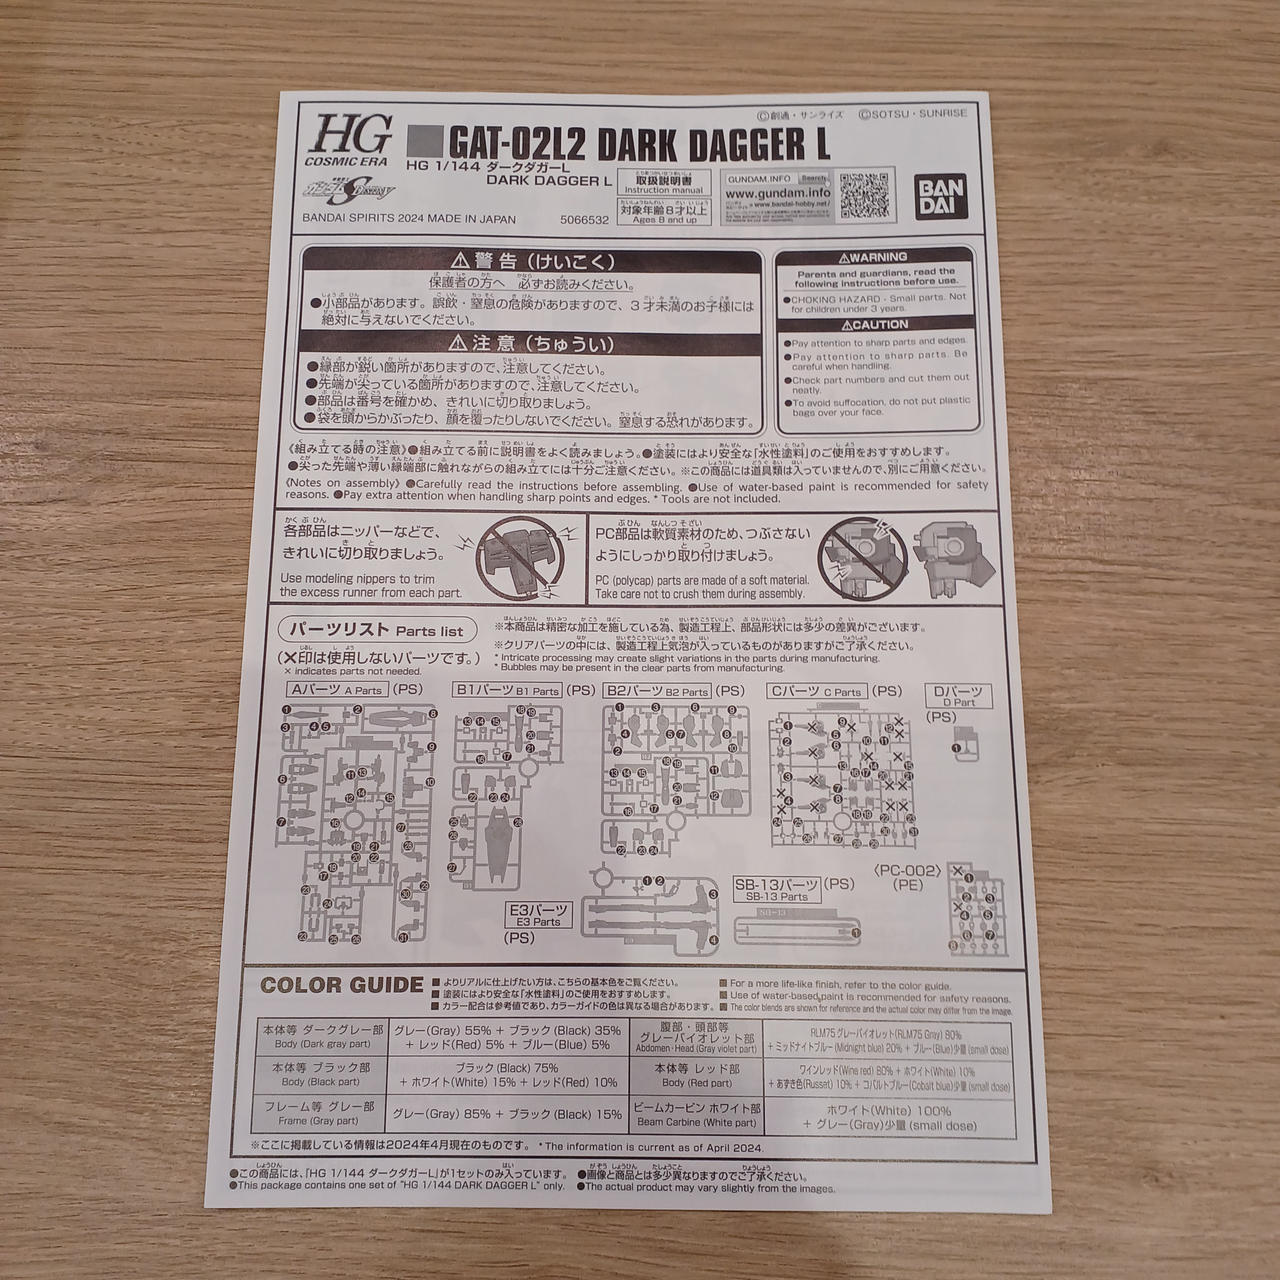 HG
COSMIC ERA
GAT-02L2 DARK DAGGER L
©創通・サンライズ ©SOTSU・SUNRISE
HG 1/144 ダークダガーL
DARK DAGGER L
取扱説明書
Instruction manual
対象年齢8才以上
Ages 8 and up
GUNDAM.INFO Search
www.gundam.info
www.bandai-hobby.net/
BAN
DAI
BANDAI SPIRITS 2024 MADE IN JAPAN
5066532
⚠警告（けいこく）
保護者の方へ 必ずお読みください。
●小部品があります。誤飲・窒息の危険がありますので、3才未満のお子様には
絶対に与えないでください。
⚠注意（ちゅうい）
●縁部が鋭い箇所がありますので、注意してください。
●先端が尖っている箇所がありますので、注意してください。
●部品は番号を確かめ、きれいに切り取りましょう。
●袋を頭からかぶったり、顔を覆ったりしないでください。窒息する恐れがあります。
⚠WARNING
Parents and guardians, read the
following instructions before use.
●CHOKING HAZARD - Small parts. Not
for children under 3 years.
⚠CAUTION
●Pay attention to sharp parts and edges.
●Pay attention to sharp parts. Be
careful when handling.
●Check part numbers and cut them out
neatly.
●To avoid suffocation, do not put plastic
bags over your face.
《組み立てる時の注意》●組み立てる前に説明書をよく読みましょう。●塗装にはより安全な「水性塗料」のご使用をおすすめします。
●尖った先端や薄い縁端部に触れながらの組み立てには十分ご注意ください。※この商品には道具類は入っていませんので、別にご用意ください。
《Notes on assembly》 ●Carefully read the instructions before assembling. ●Use of water-based paint is recommended for safety
reasons. ●Pay extra attention when handling sharp points and edges. * Tools are not included.
各部品はニッパーなどで、
きれいに切り取りましょう。
Use modeling nippers to trim
the excess runner from each part.
PC部品は軟質素材のため、つぶさない
ようにしっかり取り付けましょう。
PC (polycap) parts are made of a soft material.
Take care not to crush them during assembly.
パーツリスト Parts list
(✕印は使用しないパーツです。)
✕ indicates parts not needed.
※本商品は精密な加工を施している為、製造工程上、部品形状には多少の差異がございます。
※クリアパーツの中には、製造工程上気泡が入っているものがありますがご了承ください。
* Intricate processing may create slight variations in the parts during manufacturing.
* Bubbles may be present in the clear parts from manufacturing.
Aパーツ A Parts (PS)
B1パーツ B1 Parts (PS)
B2パーツ B2 Parts (PS)
Cパーツ C Parts (PS)
Dパーツ
D Part
(PS)
E3パーツ
E3 Parts
(PS)
SB-13パーツ
SB-13 Parts
(PS)
SB-13
〈PC-002〉
(PE)
COLOR GUIDE
■よりリアルに仕上げたい方は、こちらの基本色をご覧ください。
■塗装にはより安全な「水性塗料」のご使用をおすすめします。
■カラー配合は参考値であり、カラーガイドの色は異なる場合があります。
■For a more life-like finish, refer to the color guide.
■Use of water-based paint is recommended for safety reasons.
■The color blends are shown for reference and the actual color may differ from the image.
本体等 ダークグレー部
Body (Dark gray part)
グレー(Gray) 55% + ブラック(Black) 35%
+ レッド(Red) 5% + ブルー(Blue) 5%
腹部・頭部等
グレーバイオレット部
Abdomen・Head (Gray violet part)
RLM75グレーバイオレット(RLM75 Gray) 80%
+ ミッドナイトブルー(Midnight blue) 20% + ブルー(Blue)少量(small dose)
本体等 ブラック部
Body (Black part)
ブラック(Black) 75%
+ ホワイト(White) 15% + レッド(Red) 10%
本体等 レッド部
Body (Red part)
ワインレッド(Wine red) 80% + ホワイト(White) 10%
+ あずき色(Russet) 10% + コバルトブルー(Cobalt blue)少量(small dose)
フレーム等 グレー部
Frame (Gray part)
グレー(Gray) 85% + ブラック(Black) 15%
ビームカービン ホワイト部
Beam Carbine (White part)
ホワイト(White) 100%
+ グレー(Gray)少量(small dose)
※ここに掲載している情報は2024年4月現在のものです。 * The information is current as of April 2024.
●この商品には、「HG 1/144 ダークダガーL」が1セットのみ入っています。 ●画像と商品とは多少異なりますのでご了承ください。
●This package contains one set of "HG 1/144 DARK DAGGER L" only. ●The actual product may vary slightly from the images.